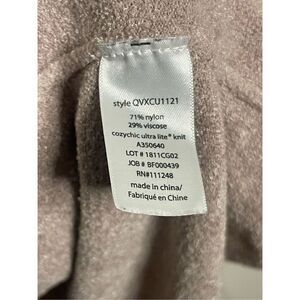 style QVXCU1121
71% nylon
29% viscose
cozychic ultra lite® knit
A350640
LOT # 1811CG02
JOB # BF000439
RN#111248
made in china/
Fabriqué en Chine